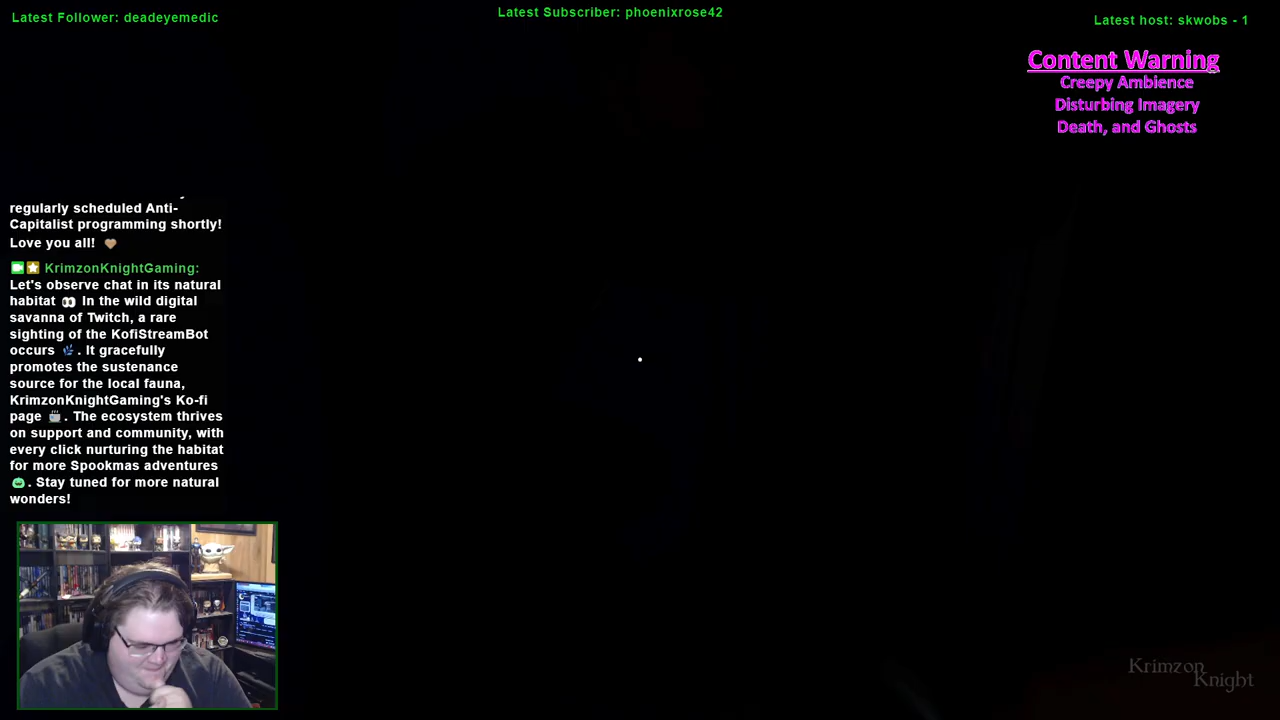 Latest Follower: deadeyemedic
Latest Subscriber: phoenixrose42
Latest host: skwobs - 1
Content Warning
Creepy Ambience
Disturbing Imagery
Death, and Ghosts
regularly scheduled Anti-
Capitalist programming shortly!
Love you all!
KrimzonKnightGaming:
Let's observe chat in its natural
habitat 👀 In the wild digital
savanna of Twitch, a rare
sighting of the KofiStreamBot
occurs 🌿. It gracefully
promotes the sustenance
source for the local fauna,
KrimzonKnightGaming's Ko-fi
page ☕. The ecosystem thrives
on support and community, with
every click nurturing the habitat
for more Spookmas adventures
🎃. Stay tuned for more natural
wonders!
Krimzon
Knight